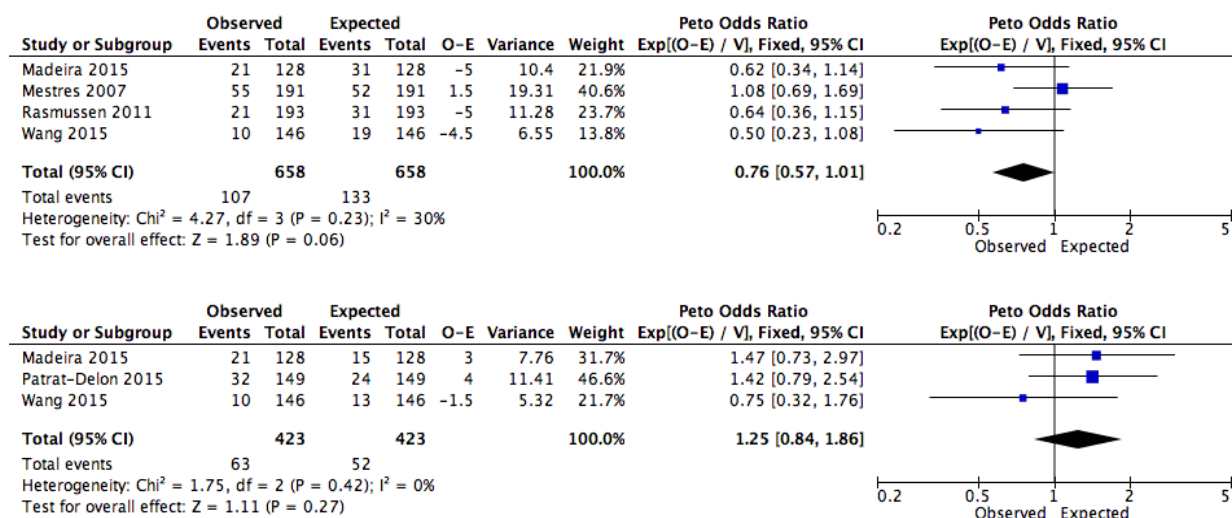 Observed Expected Peto Odds Ratio Peto Odds Ratio
Study or Subgroup Events Total Events Total O-E Variance Weight Exp[(O-E) / V], Fixed, 95% CI Exp[(O-E) / V], Fixed, 95% CI
Madeira 2015 21 128 31 128 -5 10.4 21.9% 0.62 [0.34, 1.14]
Mestres 2007 55 191 52 191 1.5 19.31 40.6% 1.08 [0.69, 1.69]
Rasmussen 2011 21 193 31 193 -5 11.28 23.7% 0.64 [0.36, 1.15]
Wang 2015 10 146 19 146 -4.5 6.55 13.8% 0.50 [0.23, 1.08]
Total (95% CI) 658 658 100.0% 0.76 [0.57, 1.01]
Total events 107 133
Heterogeneity: Chi² = 4.27, df = 3 (P = 0.23); I² = 30%
Test for overall effect: Z = 1.89 (P = 0.06)
0.2 0.5 1 2 5
Observed Expected
Observed Expected Peto Odds Ratio Peto Odds Ratio
Study or Subgroup Events Total Events Total O-E Variance Weight Exp[(O-E) / V], Fixed, 95% CI Exp[(O-E) / V], Fixed, 95% CI
Madeira 2015 21 128 15 128 3 7.76 31.7% 1.47 [0.73, 2.97]
Patrat-Delon 2015 32 149 24 149 4 11.41 46.6% 1.42 [0.79, 2.54]
Wang 2015 10 146 13 146 -1.5 5.32 21.7% 0.75 [0.32, 1.76]
Total (95% CI) 423 423 100.0% 1.25 [0.84, 1.86]
Total events 63 52
Heterogeneity: Chi² = 1.75, df = 2 (P = 0.42); I² = 0%
Test for overall effect: Z = 1.11 (P = 0.27)
0.2 0.5 1 2 5
Observed Expected